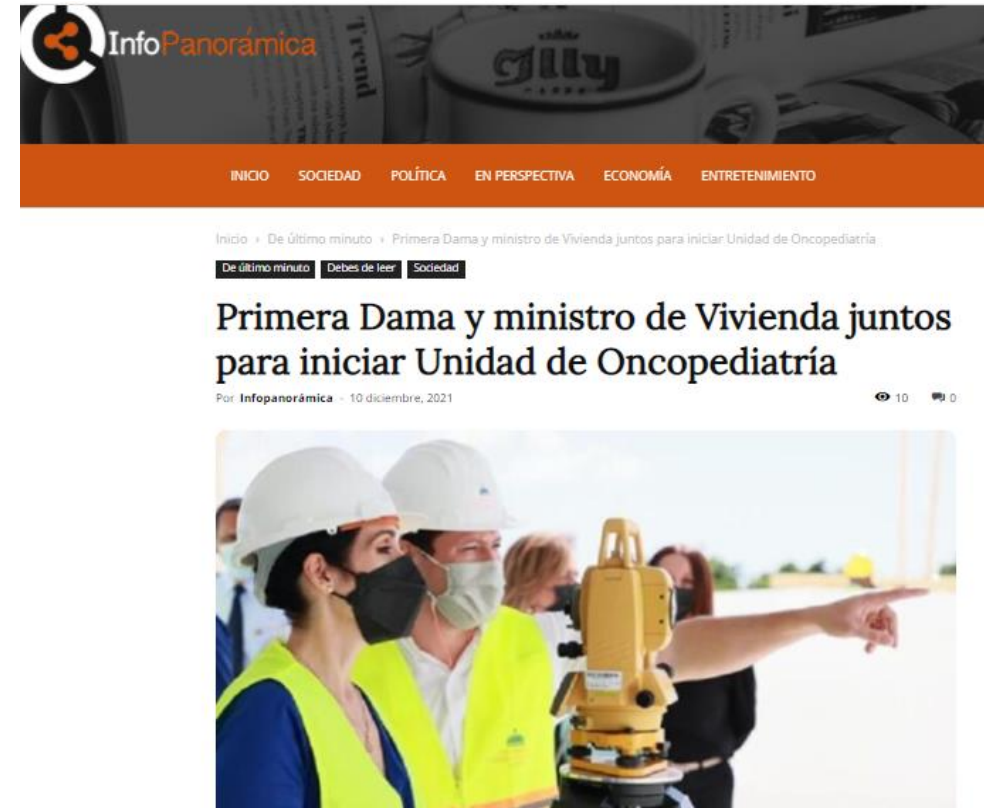 InfoPanorámica
Trend
illy
INICIO SOCIEDAD POLÍTICA EN PERSPECTIVA ECONOMÍA ENTRETENIMIENTO
Inicio › De último minuto › Primera Dama y ministro de Vivienda juntos para iniciar Unidad de Oncopediatría
De último minuto Debes de leer Sociedad
Primera Dama y ministro de Vivienda juntos
para iniciar Unidad de Oncopediatría
Por Infopanorámica - 10 diciembre, 2021 10 0